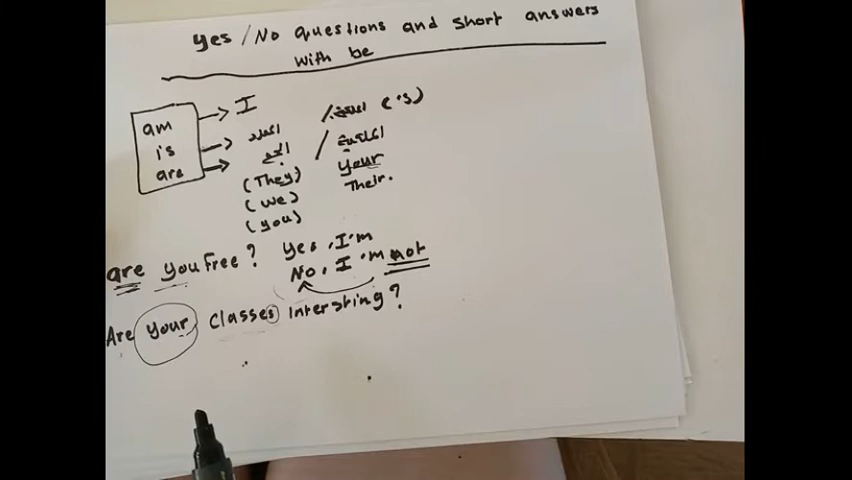 Yes / No questions and short answers
with be
am → I
is →
are →
(They)
(we)
(you)
('s)
your
Their.
are you free? yes, I'm
No, I'm not
Are your classes intersting?